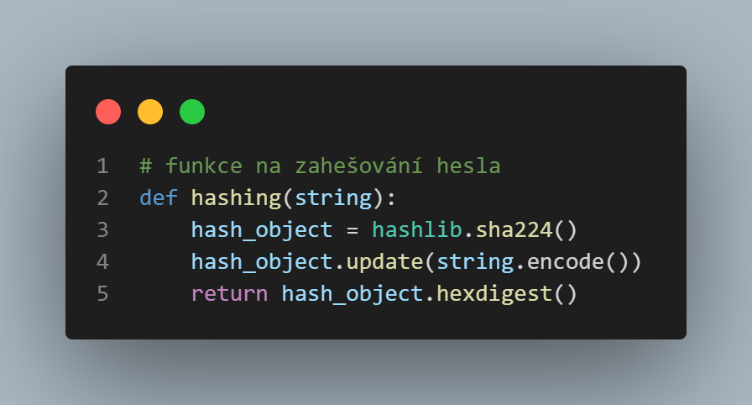 1 # funkce na zahešování hesla
2 def hashing(string):
3     hash_object = hashlib.sha224()
4     hash_object.update(string.encode())
5     return hash_object.hexdigest()